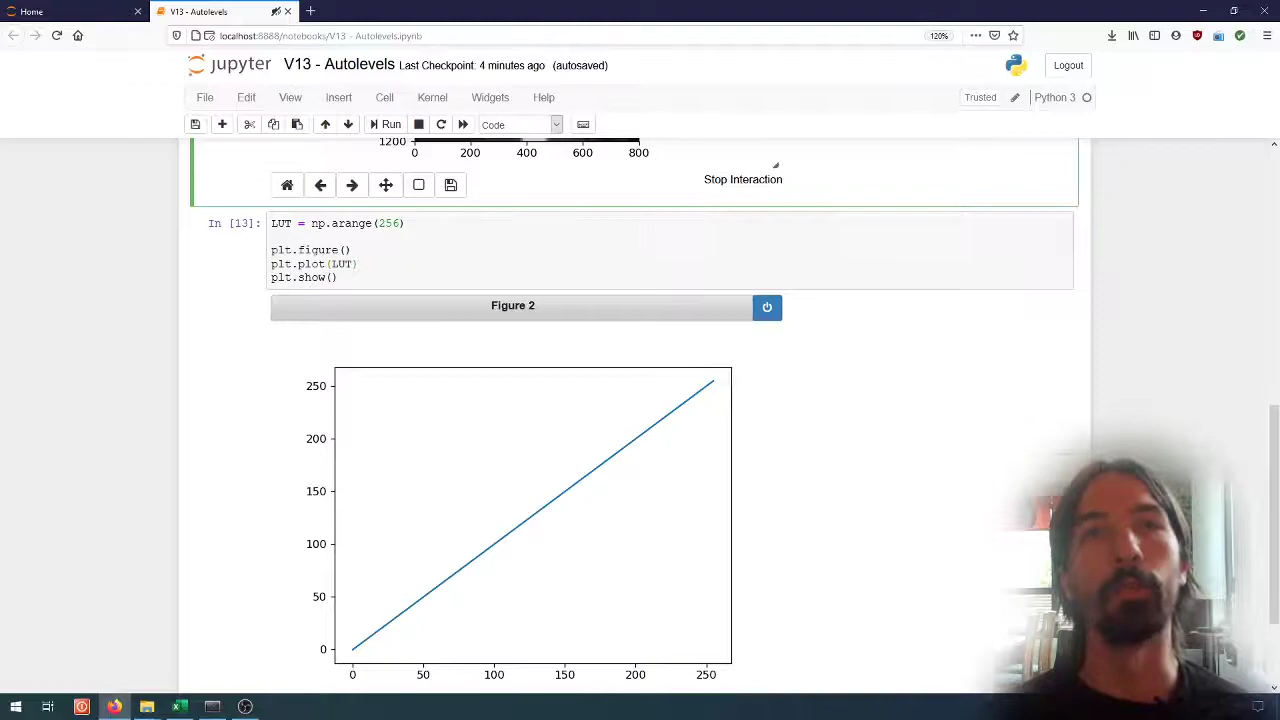 Home
V13 - Autolevels
localhost:8888/notebooks/V13 - Autolevels.ipynb
120%
jupyter V13 - Autolevels Last Checkpoint: 4 minutes ago (autosaved)
Logout
File Edit View Insert Cell Kernel Widgets Help
Trusted
Python 3
Run
Code
1200
0 200 400 600 800
Stop Interaction
In [13]:
LUT = np.arange(256)
plt.figure()
plt.plot(LUT)
plt.show()
Figure 2
250
200
150
100
50
0
0 50 100 150 200 250